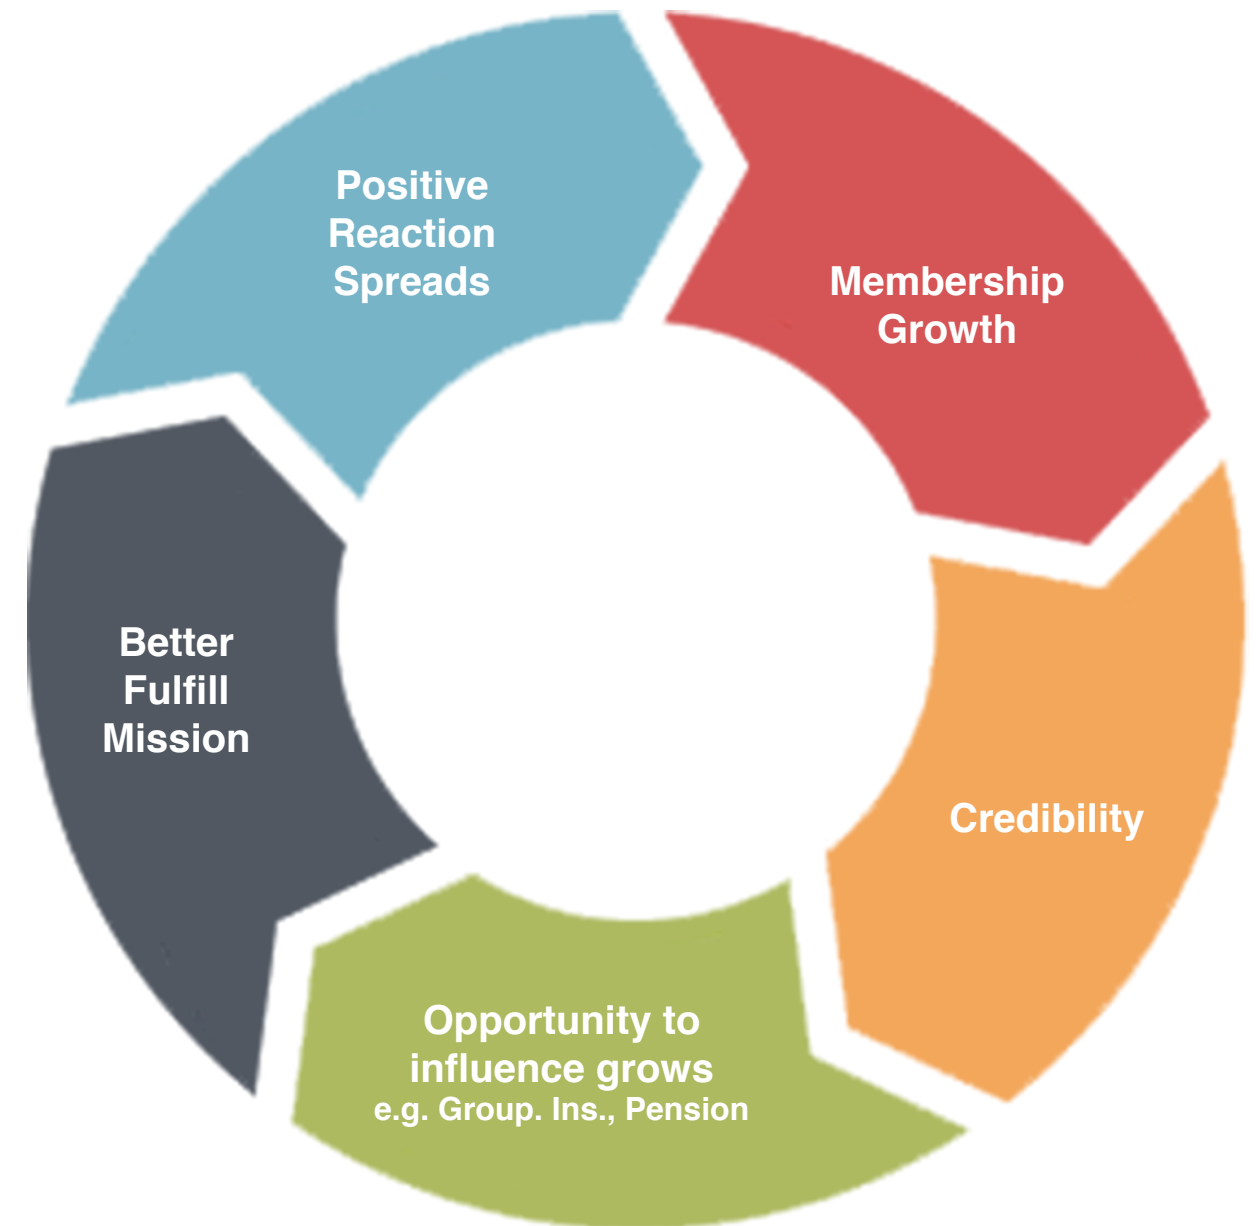 Positive
Reaction
Spreads
Membership
Growth
Better
Fulfill
Mission
Credibility
Opportunity to
influence grows
e.g. Group. Ins., Pension